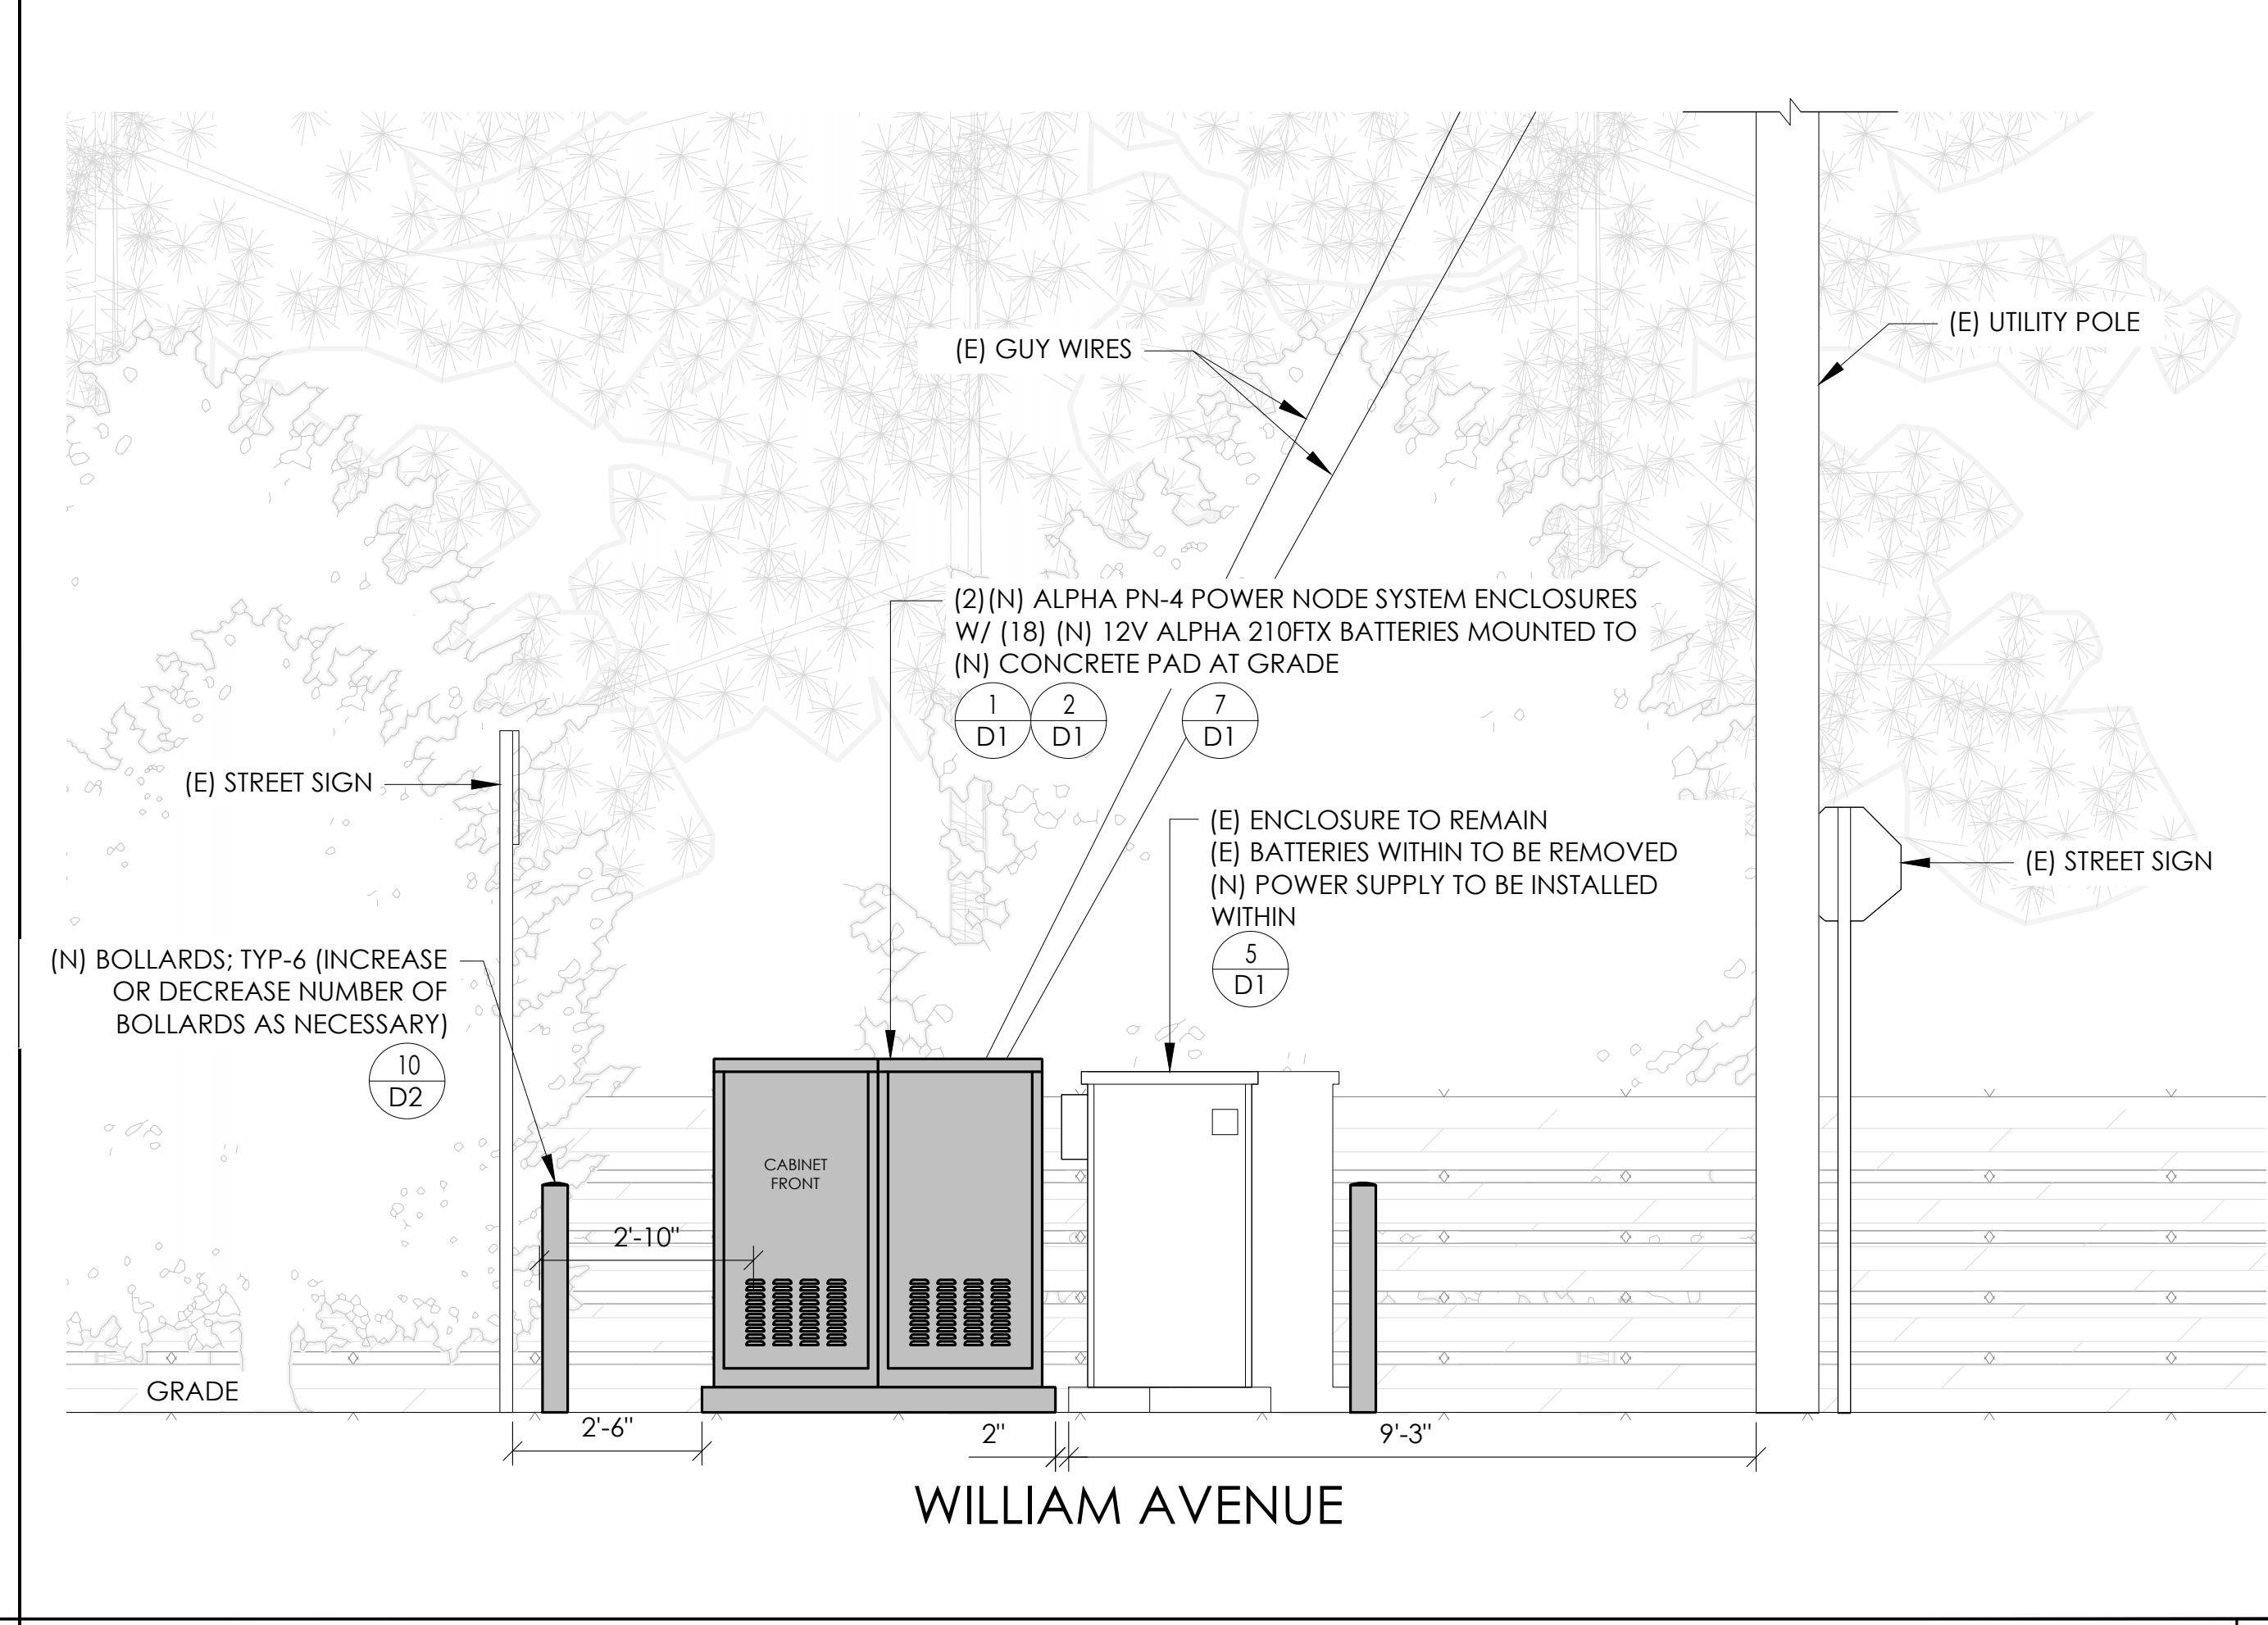 (E) UTILITY POLE
(E) GUY WIRES
(2)(N) ALPHA PN-4 POWER NODE SYSTEM ENCLOSURES
W/ (18) (N) 12V ALPHA 210FTX BATTERIES MOUNTED TO
(N) CONCRETE PAD AT GRADE
1
D1
2
D1
7
D1
(E) STREET SIGN
(E) ENCLOSURE TO REMAIN
(E) BATTERIES WITHIN TO BE REMOVED
(N) POWER SUPPLY TO BE INSTALLED
WITHIN
5
D1
(E) STREET SIGN
(N) BOLLARDS; TYP-6 (INCREASE
OR DECREASE NUMBER OF
BOLLARDS AS NECESSARY)
10
D2
CABINET
FRONT
2'-10"
GRADE
2'-6"
2"
9'-3"
WILLIAM AVENUE